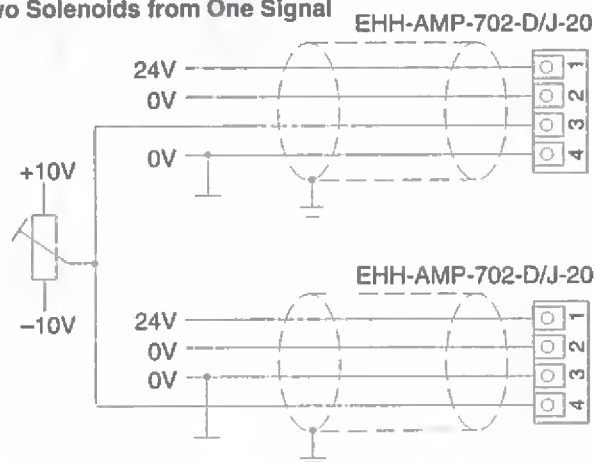 Two Solenoids from One Signal
EHH-AMP-702-D/J-20
24V
0V
0V
1
2
3
4
+10V
−10V
EHH-AMP-702-D/J-20
24V
0V
0V
1
2
3
4